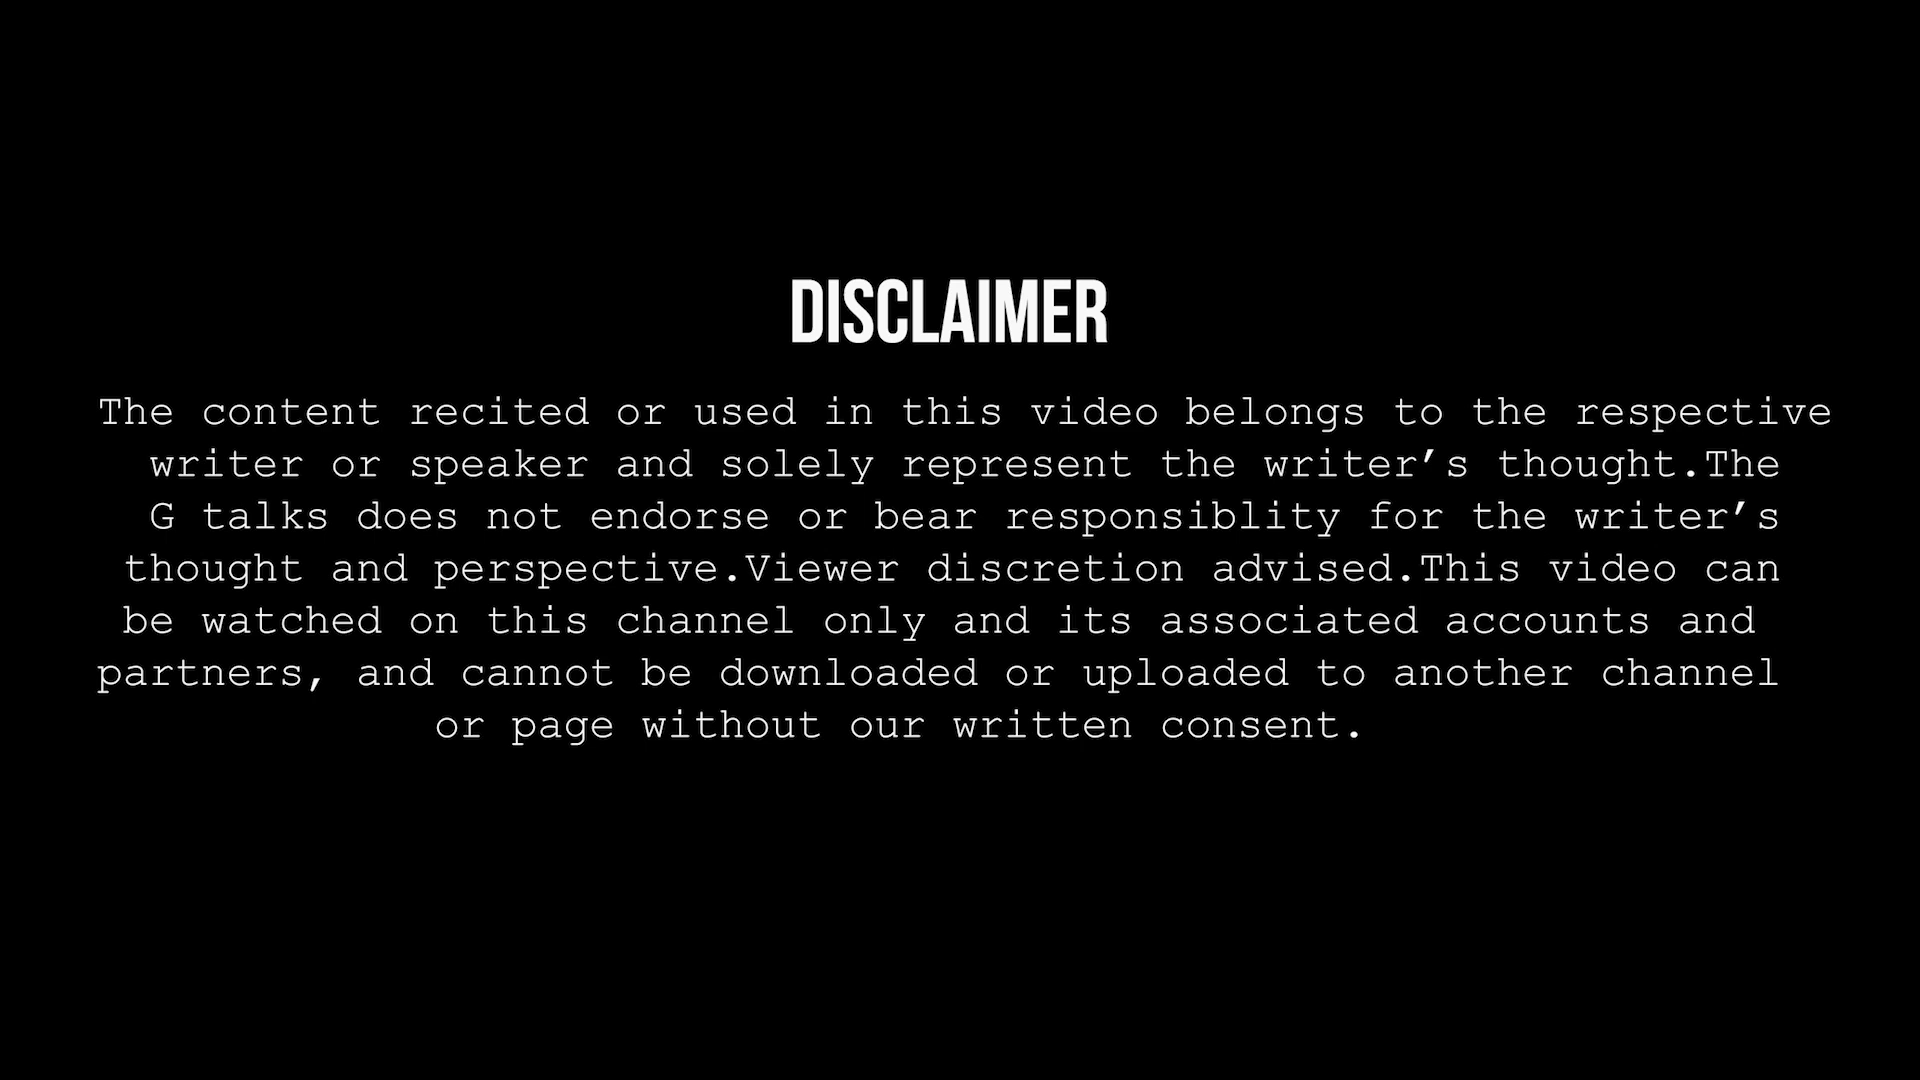 DISCLAIMER
The content recited or used in this video belongs to the respective
writer or speaker and solely represent the writer’s thought.The
G talks does not endorse or bear responsiblity for the writer’s
thought and perspective.Viewer discretion advised.This video can
be watched on this channel only and its associated accounts and
partners, and cannot be downloaded or uploaded to another channel
or page without our written consent.